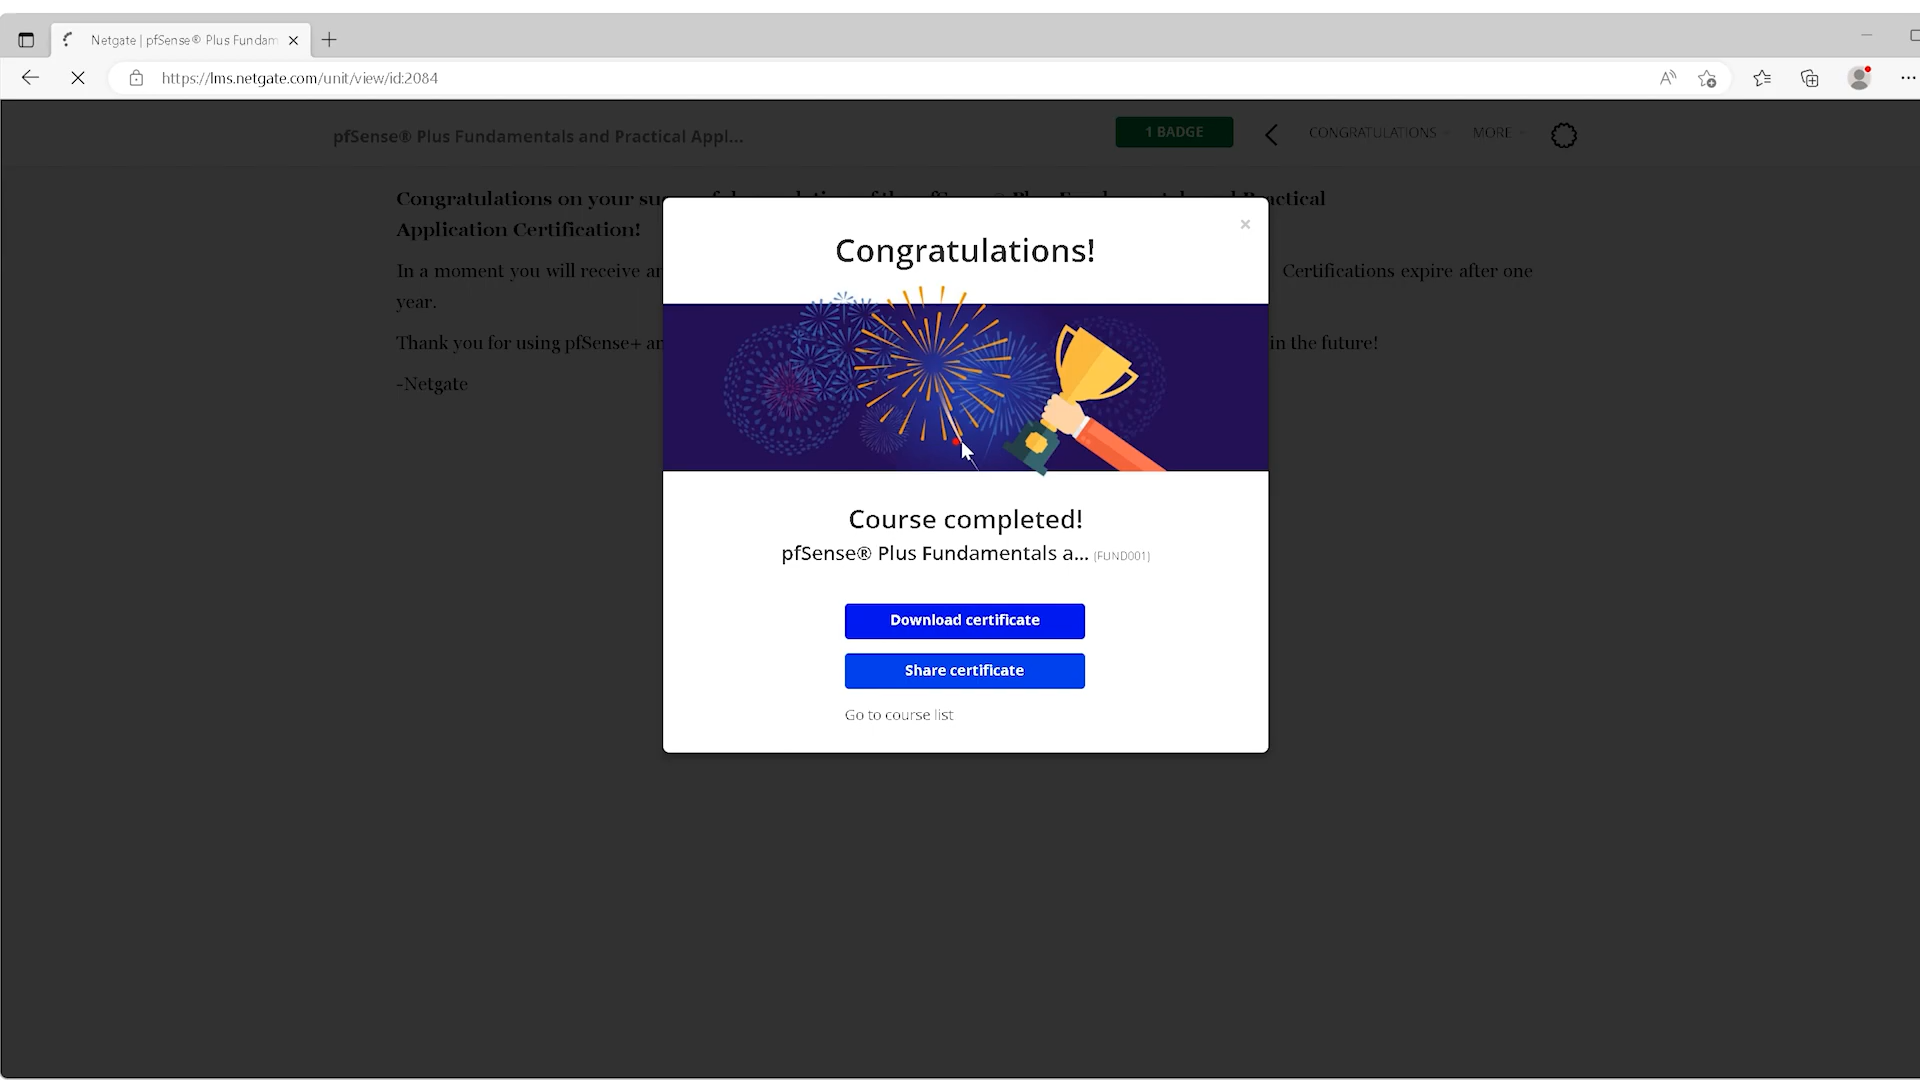 Netgate | pfSense® Plus Fundam
https://lms.netgate.com/unit/view/id:2084
pfSense® Plus Fundamentals and Practical Appl...
1 BADGE
CONGRATULATIONS
MORE
Congratulations on your
Application Certification!
In a moment you will receive
Certifications expire after one
year.
Thank you for using pfSense+
in the future!
-Netgate
Congratulations!
Course completed!
pfSense® Plus Fundamentals a... (FUND001)
Download certificate
Share certificate
Go to course list